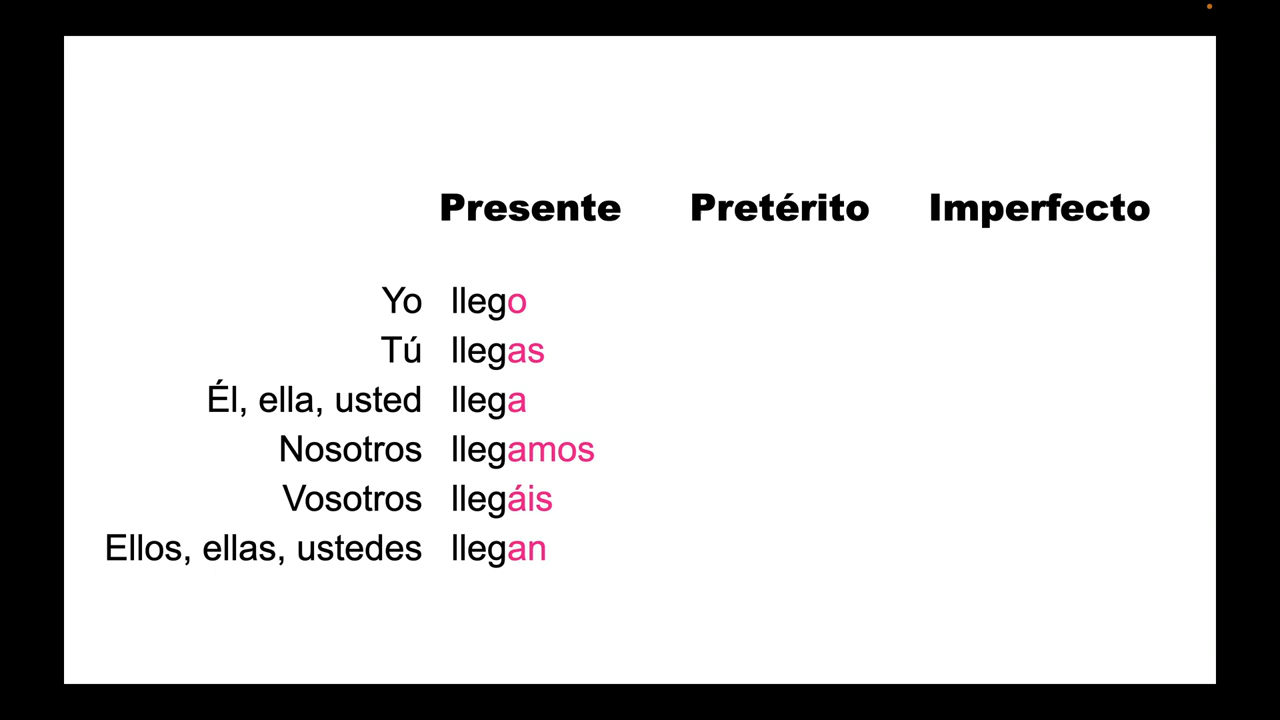 Presente Pretérito Imperfecto
Yo llego
Tú llegas
Él, ella, usted llega
Nosotros llegamos
Vosotros llegáis
Ellos, ellas, ustedes llegan